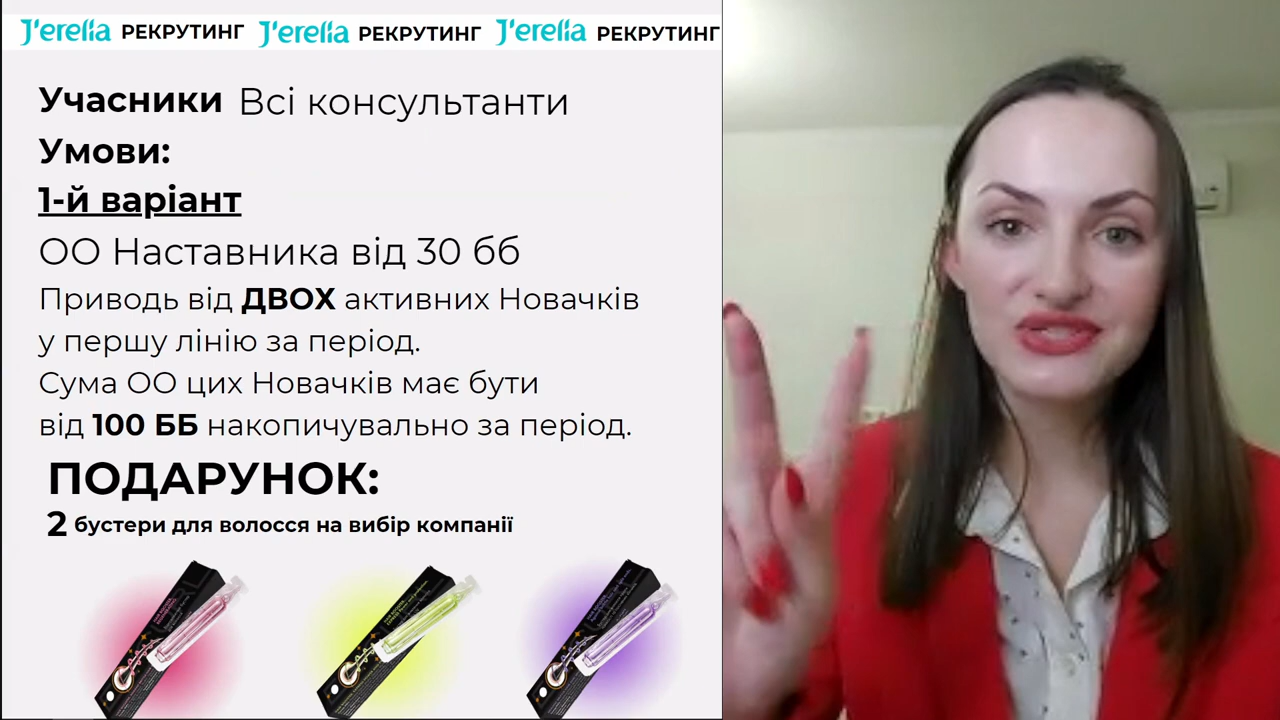 J'erelia РЕКРУТИНГ J'erelia РЕКРУТИНГ J'erelia РЕКРУТИНГ
Учасники Всі консультанти
Умови:
1-й варіант
ОО Наставника від 30 бб
Приводь від ДВОХ активних Новачків
у першу лінію за період.
Сума ОО цих Новачків має бути
від 100 ББ накопичувально за період.
ПОДАРУНОК:
2 бустери для волосся на вибір компанії